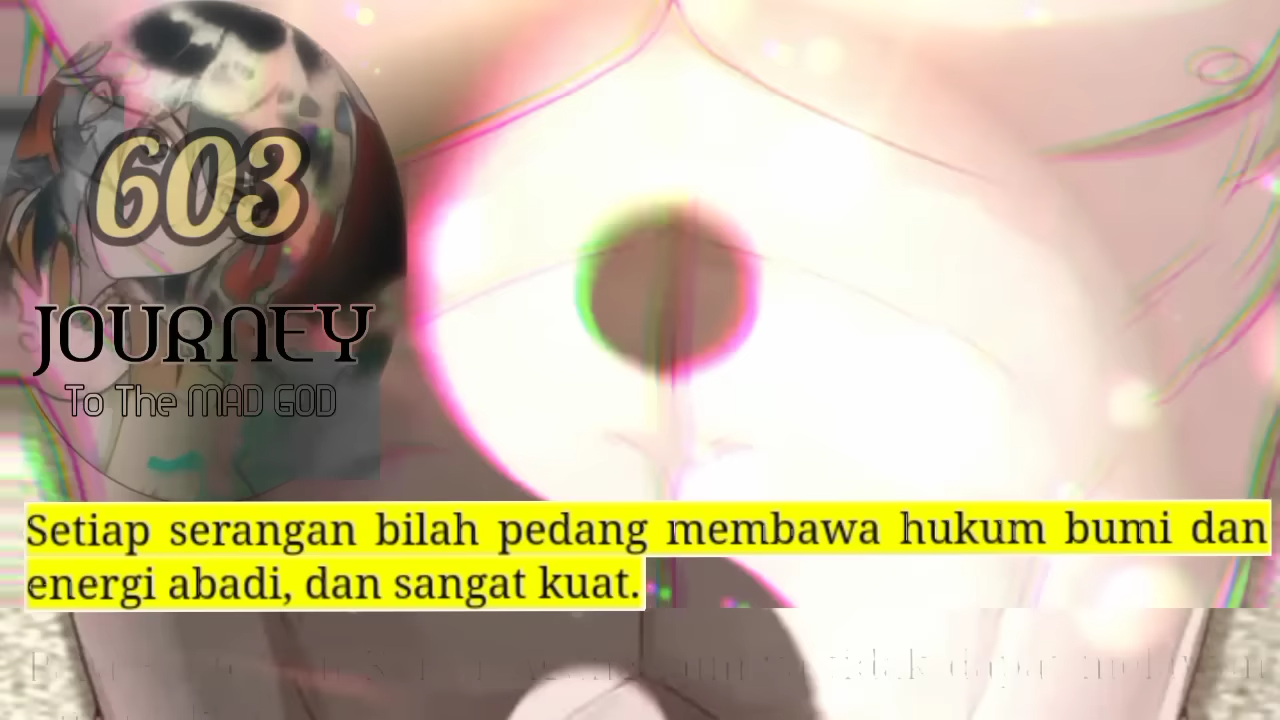 603
JOURNEY
To The MAD GOD
Setiap serangan bilah pedang membawa hukum bumi dan
energi abadi, dan sangat kuat.